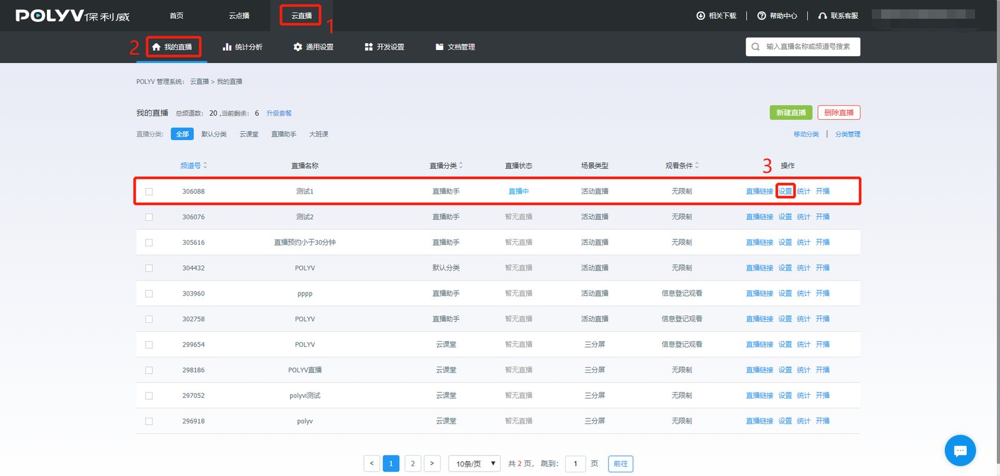 POLYV保利威 首页 云点播 云直播 1 相关下载 | 帮助中心 | 联系客服
2 我的直播 统计分析 通用设置 开发设置 文档管理 输入直播名称或频道号搜索
POLYV 管理系统： 云直播 > 我的直播
我的直播 总频道数： 20 ,当前剩余： 6 升级套餐 新建直播 删除直播
直播分类: 全部 默认分类 云课堂 直播助手 大班课 移动分类 | 分类管理
频道号 直播名称 直播分类 直播状态 场景类型 观看条件 3 操作
306088 测试1 直播助手 直播中 活动直播 无限制 直播链接 设置 统计 开播
306076 测试2 直播助手 暂无直播 活动直播 无限制 直播链接 设置 统计 开播
305616 直播预约小于30分钟 直播助手 暂无直播 活动直播 无限制 直播链接 设置 统计 开播
304432 POLYV 默认分类 暂无直播 活动直播 无限制 直播链接 设置 统计 开播
303960 pppp 直播助手 暂无直播 活动直播 信息登记观看 直播链接 设置 统计 开播
302758 POLYV 直播助手 暂无直播 活动直播 信息登记观看 直播链接 设置 统计 开播
299654 POLYV 云课堂 暂无直播 三分屏 信息登记观看 直播链接 设置 统计 开播
298186 POLYV直播 云课堂 暂无直播 三分屏 无限制 直播链接 设置 统计 开播
297052 polyvi测试 云课堂 暂无直播 三分屏 无限制 直播链接 设置 统计 开播
296918 polyv 云课堂 暂无直播 三分屏 无限制 直播链接 设置 统计 开播
< 1 2 > 10条/页 共 2 页， 跳到： 1 页 前往